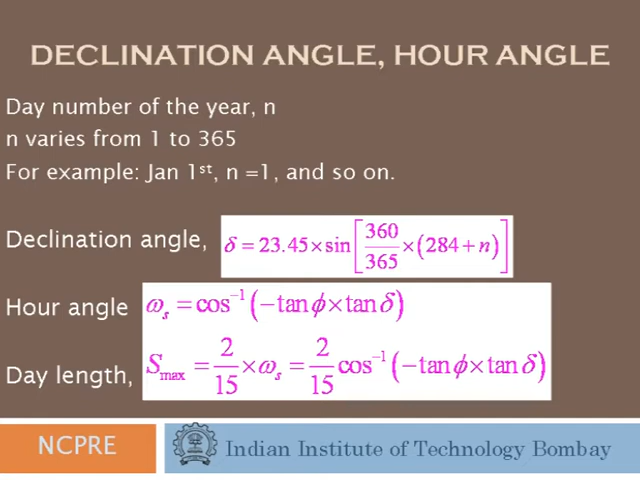 DECLINATION ANGLE, HOUR ANGLE
Day number of the year, n
n varies from 1 to 365
For example: Jan 1st, n =1, and so on.
Declination angle, δ = 23.45×sin[360/365×(284+n)]
Hour angle ωₛ = cos⁻¹(−tanϕ×tanδ)
Day length, Smax = 2/15×ωₛ = 2/15 cos⁻¹(−tanϕ×tanδ)
NCPRE
Indian Institute of Technology Bombay